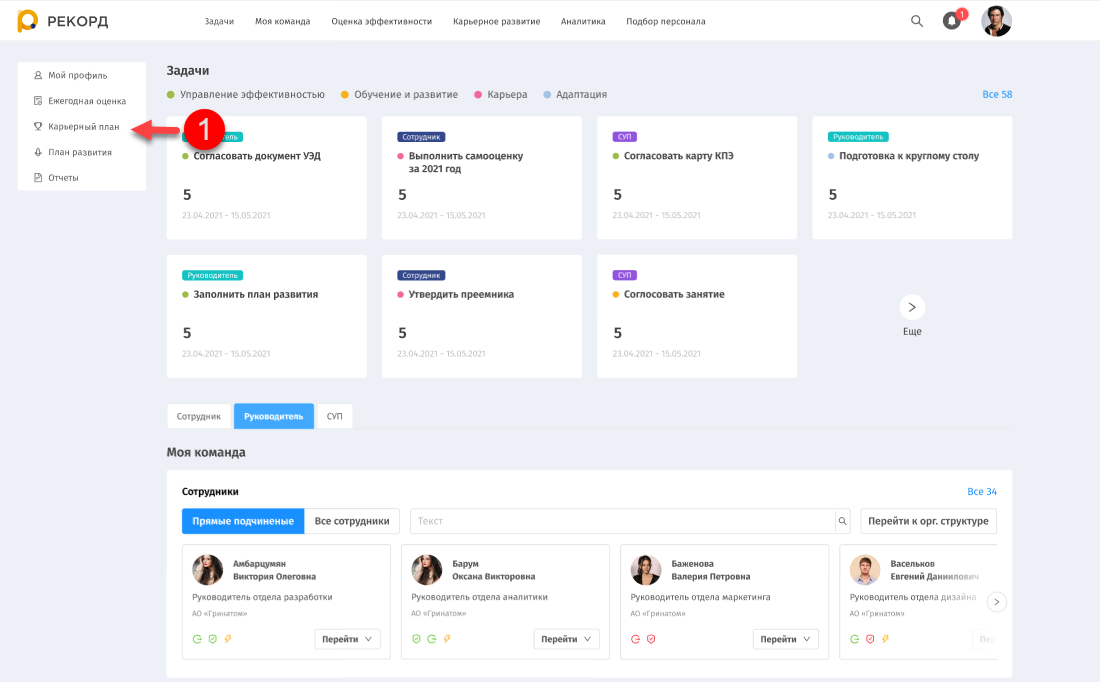 РЕКОРД
Задачи Моя команда Оценка эффективности Карьерное развитие Аналитика Подбор персонала
1
Мой профиль
Ежегодная оценка
Карьерный план
План развития
Отчеты
1
Задачи
Управление эффективностью Обучение и развитие Карьера Адаптация
Все 58
тель
Согласовать документ УЭД
5
23.04.2021 - 15.05.2021
Сотрудник
Выполнить самооценку
за 2021 год
5
23.04.2021 - 15.05.2021
СУП
Согласовать карту КПЭ
5
23.04.2021 - 15.05.2021
Руководитель
Подготовка к круглому столу
5
23.04.2021 - 15.05.2021
Руководитель
Заполнить план развития
5
23.04.2021 - 15.05.2021
Сотрудник
Утвердить преемника
5
23.04.2021 - 15.05.2021
СУП
Соглосовать занятие
5
23.04.2021 - 15.05.2021
Еще
Сотрудник Руководитель СУП
Моя команда
Сотрудники
Все 34
Прямые подчиненые Все сотрудники Текст Перейти к орг. структуре
Амбарцумян
Виктория Олеговна
Руководитель отдела разработки
АО «Гринатом»
Перейти
Барум
Оксана Викторовна
Руководитель отдела аналитики
АО «Гринатом»
Перейти
Баженова
Валерия Петровна
Руководитель отдела маркетинга
АО «Гринатом»
Перейти
Васельков
Евгений Даниилович
Руководитель отдела дизайна
АО «Гринатом»